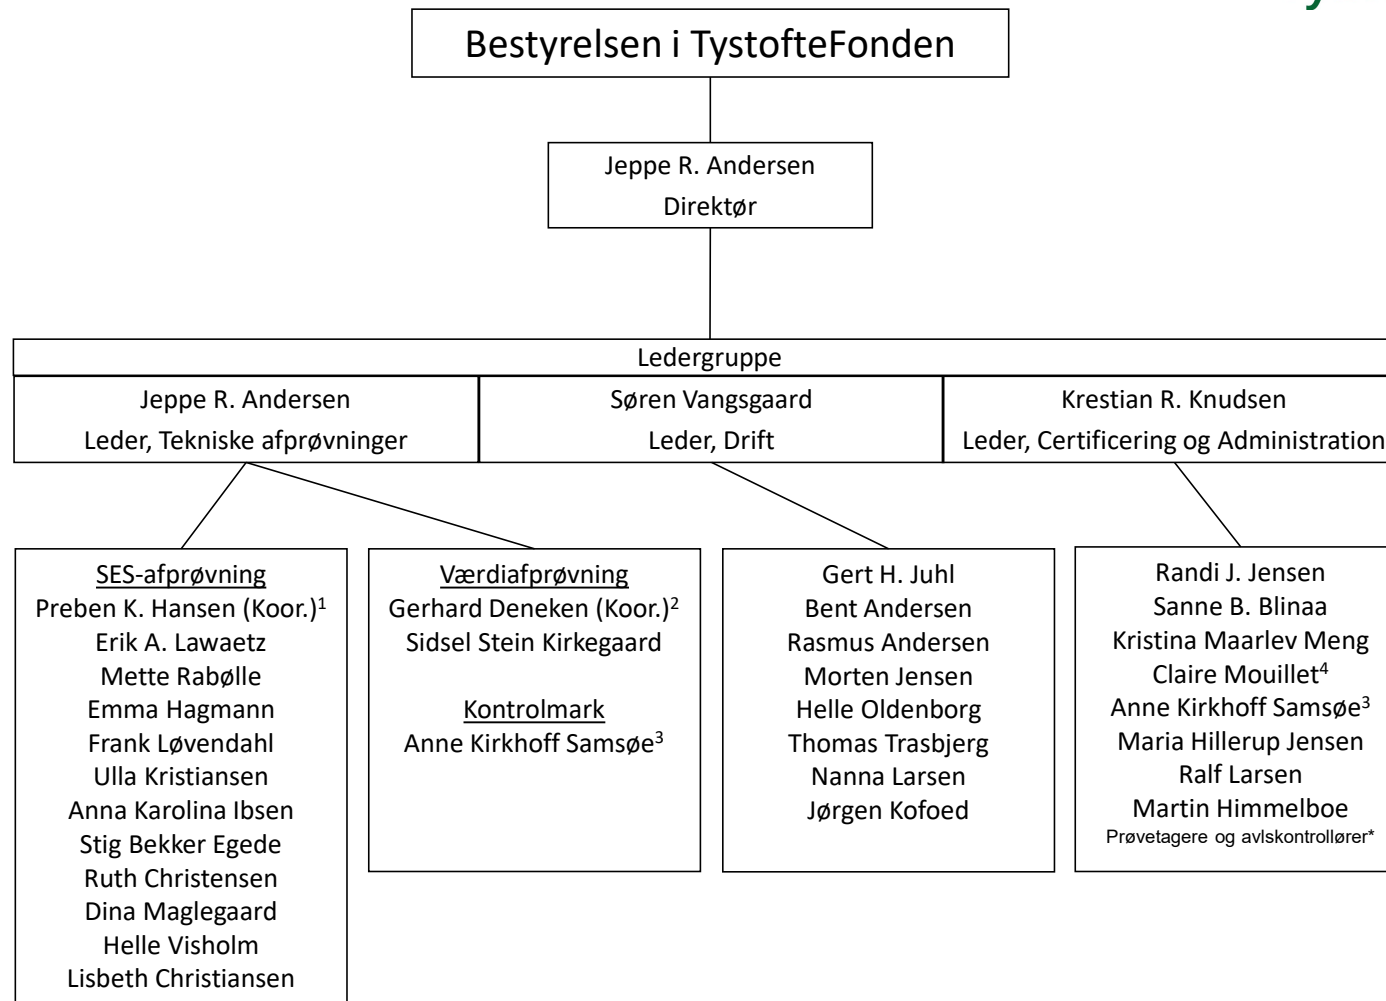 Bestyrelsen i TystofteFonden
Jeppe R. Andersen
Direktør
Ledergruppe
Jeppe R. Andersen
Leder, Tekniske afprøvninger
Søren Vangsgaard
Leder, Drift
Krestian R. Knudsen
Leder, Certificering og Administration
SES-afprøvning
Preben K. Hansen (Koor.)¹
Erik A. Lawaetz
Mette Rabølle
Emma Hagmann
Frank Løvendahl
Ulla Kristiansen
Anna Karolina Ibsen
Stig Bekker Egede
Ruth Christensen
Dina Maglegaard
Helle Visholm
Lisbeth Christiansen
Værdiafprøvning
Gerhard Deneken (Koor.)²
Sidsel Stein Kirkegaard
Kontrolmark
Anne Kirkhoff Samsøe³
Gert H. Juhl
Bent Andersen
Rasmus Andersen
Morten Jensen
Helle Oldenborg
Thomas Trasbjerg
Nanna Larsen
Jørgen Kofoed
Randi J. Jensen
Sanne B. Blinaa
Kristina Maarlev Meng
Claire Mouillet⁴
Anne Kirkhoff Samsøe³
Maria Hillerup Jensen
Ralf Larsen
Martin Himmelboe
Prøvetagere og avlskontrollører*